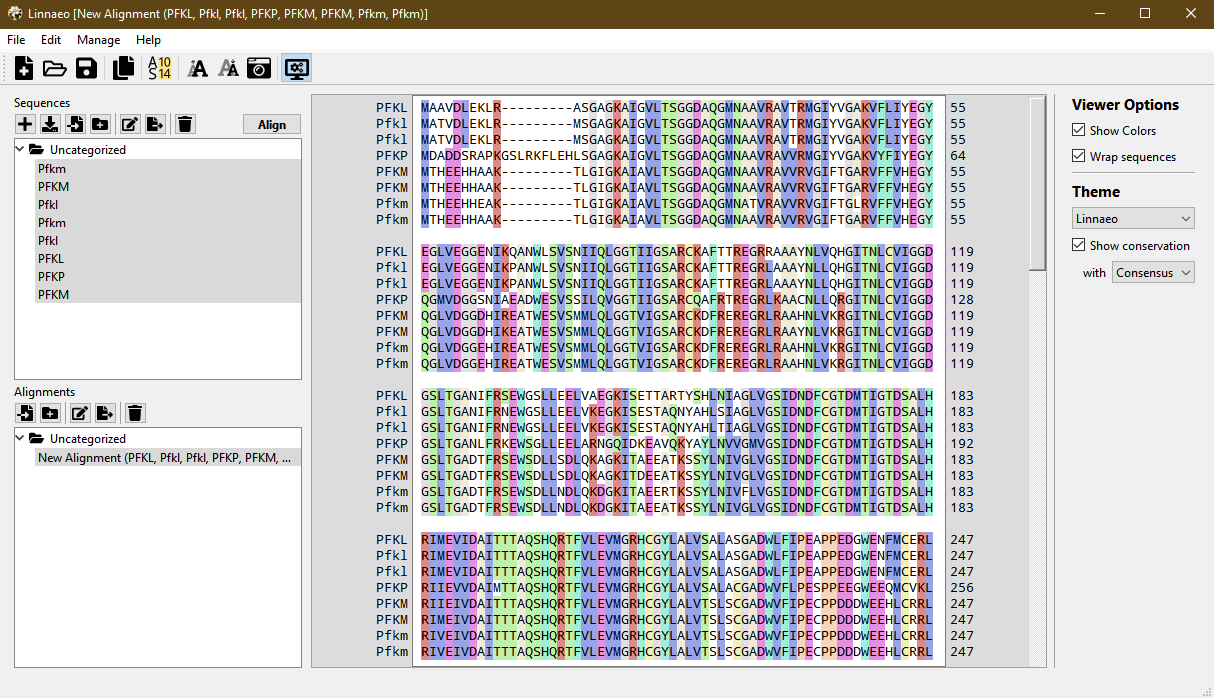 Linnaeo [New Alignment (PFKL, Pfkl, Pfkl, PFKP, PFKM, PFKM, Pfkm, Pfkm)]
File Edit Manage Help
A 10
S 14
A
AA
Sequences
Align
Uncategorized
Pfkm
PFKM
Pfkl
Pfkm
Pfkl
PFKL
PFKP
PFKM
Alignments
Uncategorized
New Alignment (PFKL, Pfkl, Pfkl, PFKP, PFKM, ...
PFKL MAAVDLEKLR---------ASGAGKAIGVLTSGGDAQGMNAAVRAVTRMGIYVGAKVFLIYEGY 55
Pfkl MATVDLEKLR---------MSGAGKAIGVLTSGGDAQGMNAAVRAVTRMGIYVGAKVFLIYEGY 55
Pfkl MATVDLEKLR---------MSGAGKAIGVLTSGGDAQGMNAAVRAVTRMGIYVGAKVFLIYEGY 55
PFKP MDADDSRAPKGSLRKFLEHLSGAGKAIGVLTSGGDAQGMNAAVRAVVRMGIYVGAKVYFIYEGY 64
PFKM MTHEEHHAAK---------TLGIGKAIAVLTSGGDAQGMNAAVRAVVRVGIFTGARVFFVHEGY 55
PFKM MTHEEHHAAK---------TLGIGKAIAVLTSGGDAQGMNAAVRAVVRVGIFTGARVFFVHEGY 55
Pfkm MTHEEHHEAK---------TLGIGKAIAVLTSGGDAQGMNATVRAVVRVGIFTGLRVFFVHEGY 55
Pfkm MTHEEHHAAK---------TLGIGKAIAVLTSGGDAQGMNAAVRAVVRVGIFTGARVFFVHEGY 55
PFKL EGLVEGGENIKQANWLSVSNIIQLGGTIIGSARCKAFTTREGRRAAAYNLVQHGITNLCVIGGD 119
Pfkl EGLVEGGENIKPANWLSVSNIIQLGGTIIGSARCKAFTTREGRLAAAYNLLQHGITNLCVIGGD 119
Pfkl EGLVEGGENIKPANWLSVSNIIQLGGTIIGSARCKAFTTREGRLAAAYNLLQHGITNLCVIGGD 119
PFKP QGMVDGGSNIAEADWESVSSILQVGGTIIGSARCQAFRTREGRLKAACNLLQRGITNLCVIGGD 128
PFKM QGLVDGGDHIREATWESVSMMLQLGGTVIGSARCKDFREREGRLRAAHNLVKRGITNLCVIGGD 119
PFKM QGLVDGGDHIKEATWESVSMMLQLGGTVIGSARCKDFREREGRLRAAYNLVKRGITNLCVIGGD 119
Pfkm QGLVDGGEHIREATWESVSMMLQLGGTVIGSARCKDFREREGRLRAAHNLVKRGITNLCVIGGD 119
Pfkm QGLVDGGEHIREATWESVSMMLQLGGTVIGSARCKDFREREGRLRAAHNLVKRGITNLCVIGGD 119
PFKL GSLTGANIFRSEWGSLLEELVAEGKISETTARTYSHLNIAGLVGSIDNDFCGTDMTIGTDSALH 183
Pfkl GSLTGANIFRNEWGSLLEELVKEGKISESTAQNYAHLSIAGLVGSIDNDFCGTDMTIGTDSALH 183
Pfkl GSLTGANIFRNEWGSLLEELVKEGKISESTAQNYAHLTIAGLVGSIDNDFCGTDMTIGTDSALH 183
PFKP GSLTGANLFRKEWSGLLEELARNGQIDKEAVQKYAYLNVVGMVGSIDNDFCGTDMTIGTDSALH 192
PFKM GSLTGADTFRSEWSDLLSDLQKAGKITAEEATKSSYLNIVGLVGSIDNDFCGTDMTIGTDSALH 183
PFKM GSLTGADTFRSEWSDLLSDLQKAGKITDEEATKSSYLNIVGLVGSIDNDFCGTDMTIGTDSALH 183
Pfkm GSLTGADTFRSEWSDLLNDLQKDGKITAEERTKSSYLNIVFLVGSIDNDFCGTDMTIGTDSALH 183
Pfkm GSLTGADTFRSEWSDLLNDLQKDGKITAEEATKSSYLNIVGLVGSIDNDFCGTDMTIGTDSALH 183
PFKL RIMEVIDAITTTAQSHQRTFVLEVMGRHCGYLALVSALASGADWLFIPEAPPEDGWENFMCERL 247
Pfkl RIMEVIDAITTTAQSHQRTFVLEVMGRHCGYLALVSALASGADWLFIPEAPPEDGWENFMCERL 247
Pfkl RIMEVIDAITTTAQSHQRTFVLEVMGRHCGYLALVSALASGADWLFIPEAPPEDGWENFMCERL 247
PFKP RIIEVVDAIMTTAQSHQRTFVLEVMGRHCGYLALVSALACGADWVFLPESPPEEGWEEQMCVKL 256
PFKM RIIEIVDAITTTAQSHQRTFVLEVMGRHCGYLALVTSLSCGADWVFIPECPPDDDWEEHLCRRL 247
PFKM RIIEIVDAITTTAQSHQRTFVLEVMGRHCGYLALVTSLSCGADWVFIPECPPDDDWEEHLCRRL 247
Pfkm RIVEIVDAITTTAQSHQRTFVLEVMGRHCGYLALVTSLSCGADWVFIPECPPDDDWEEHLCRRL 247
Pfkm RIVEIVDAITTTAQSHQRTFVLEVMGRHCGYLALVTSLSCGADWVFIPECPPDDDWEEHLCRRL 247
Viewer Options
Show Colors
Wrap sequences
Theme
Linnaeo
Show conservation
with Consensus